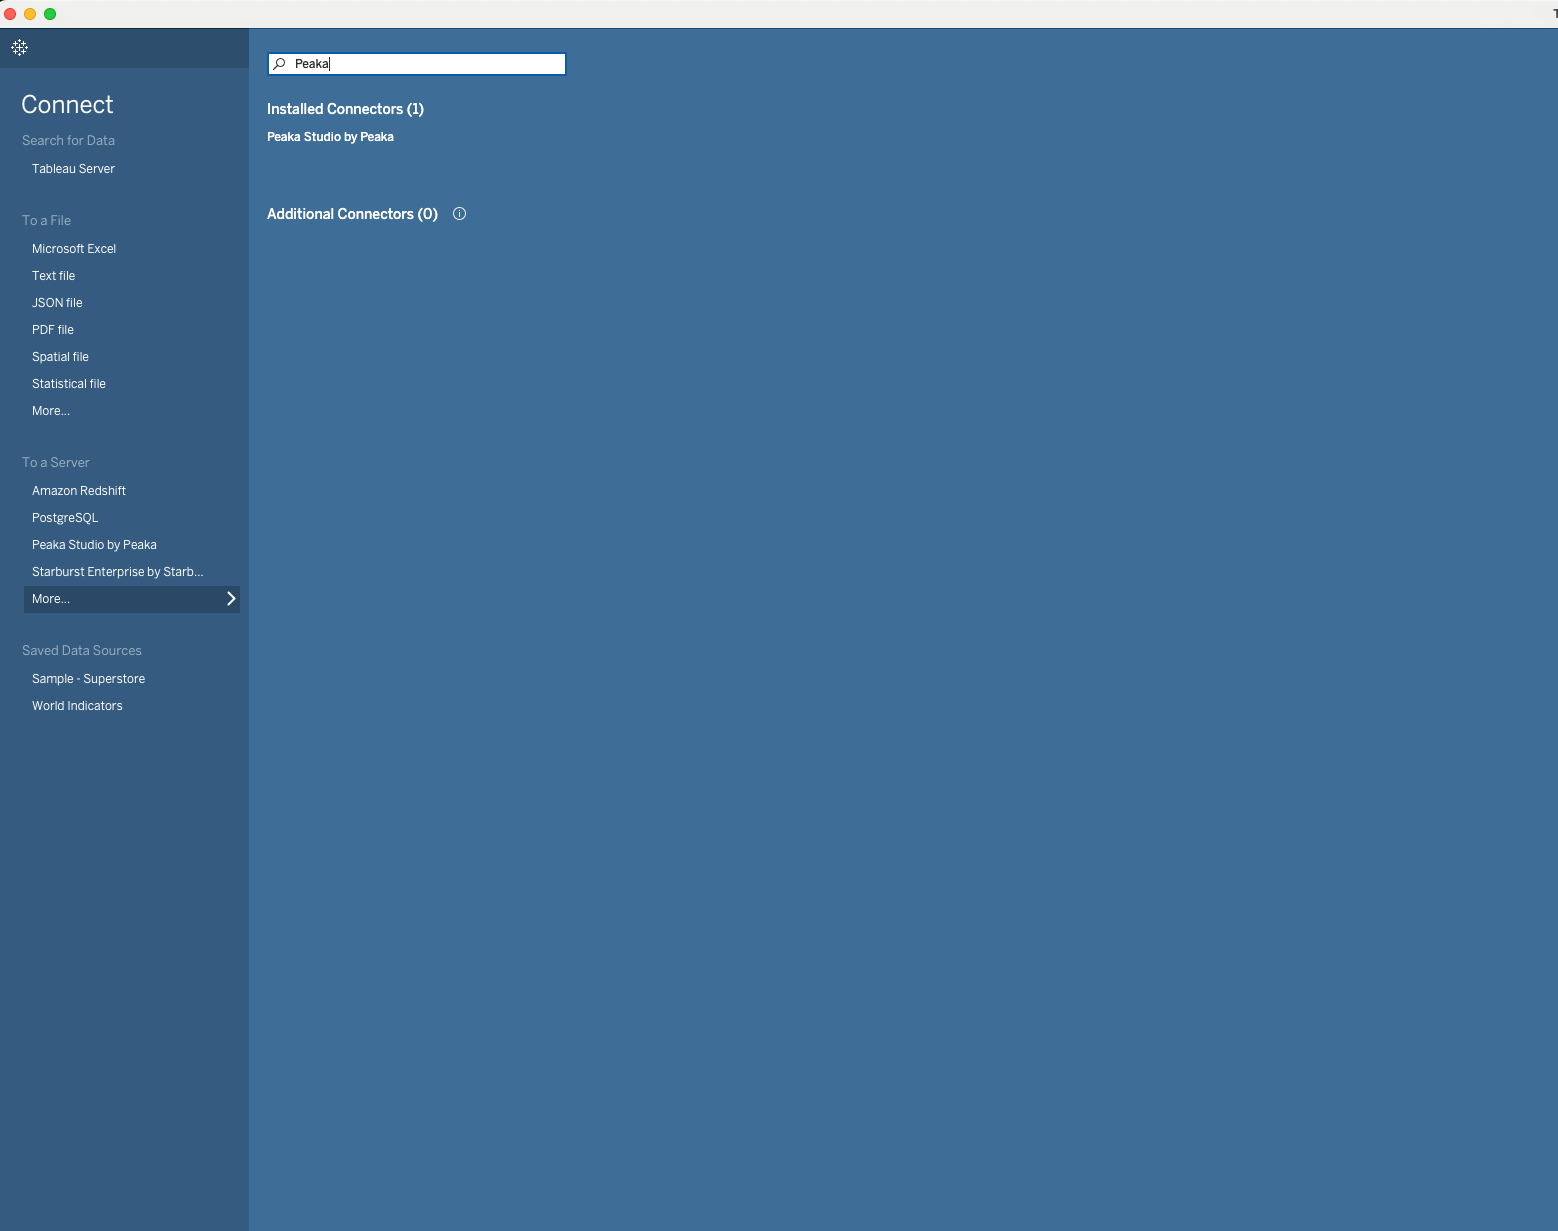 Connect
Search for Data
Tableau Server
To a File
Microsoft Excel
Text file
JSON file
PDF file
Spatial file
Statistical file
More...
To a Server
Amazon Redshift
PostgreSQL
Peaka Studio by Peaka
Starburst Enterprise by Starb...
More...
Saved Data Sources
Sample - Superstore
World Indicators
Peaka
Installed Connectors (1)
Peaka Studio by Peaka
Additional Connectors (0)